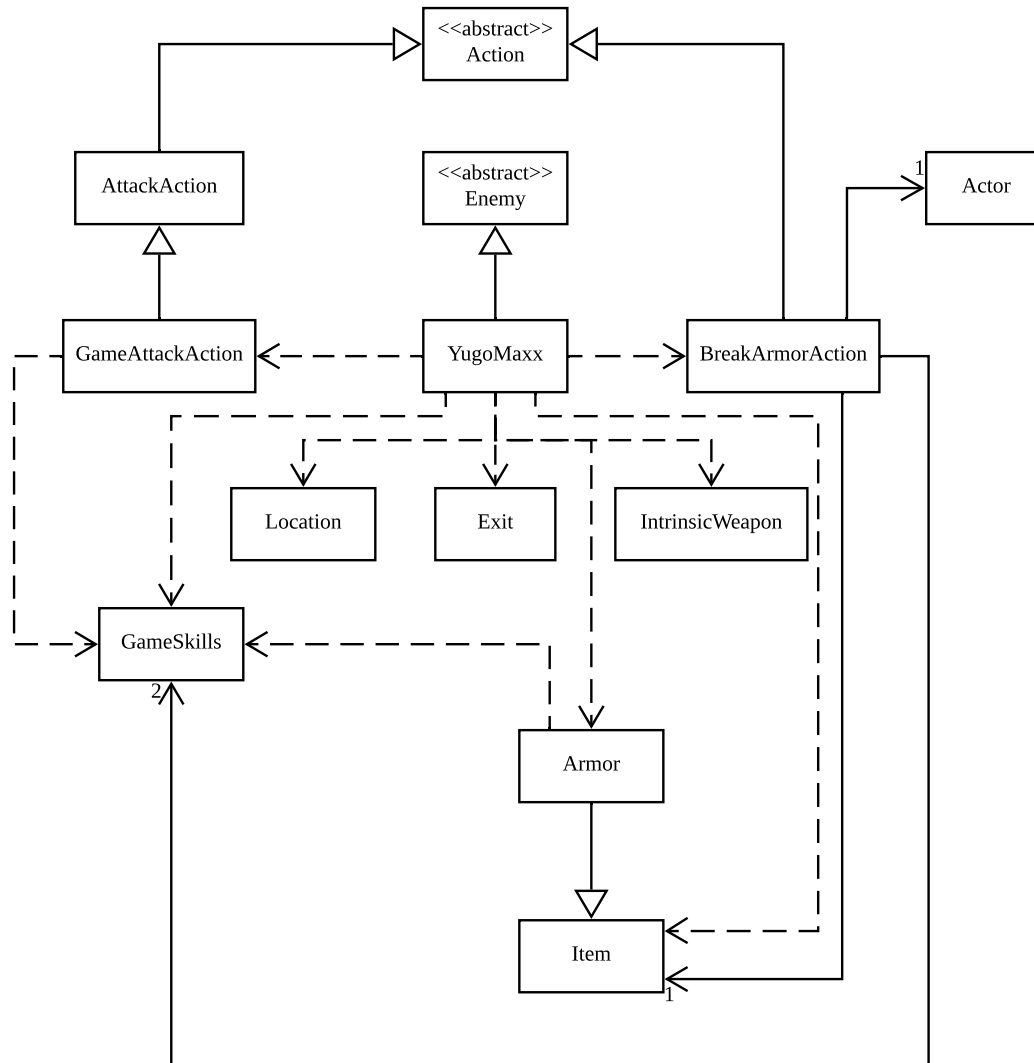 <<abstract>>
Action
AttackAction
<<abstract>>
Enemy
1
Actor
GameAttackAction
YugoMaxx
BreakArmorAction
Location
Exit
IntrinsicWeapon
GameSkills
2
Armor
Item
1